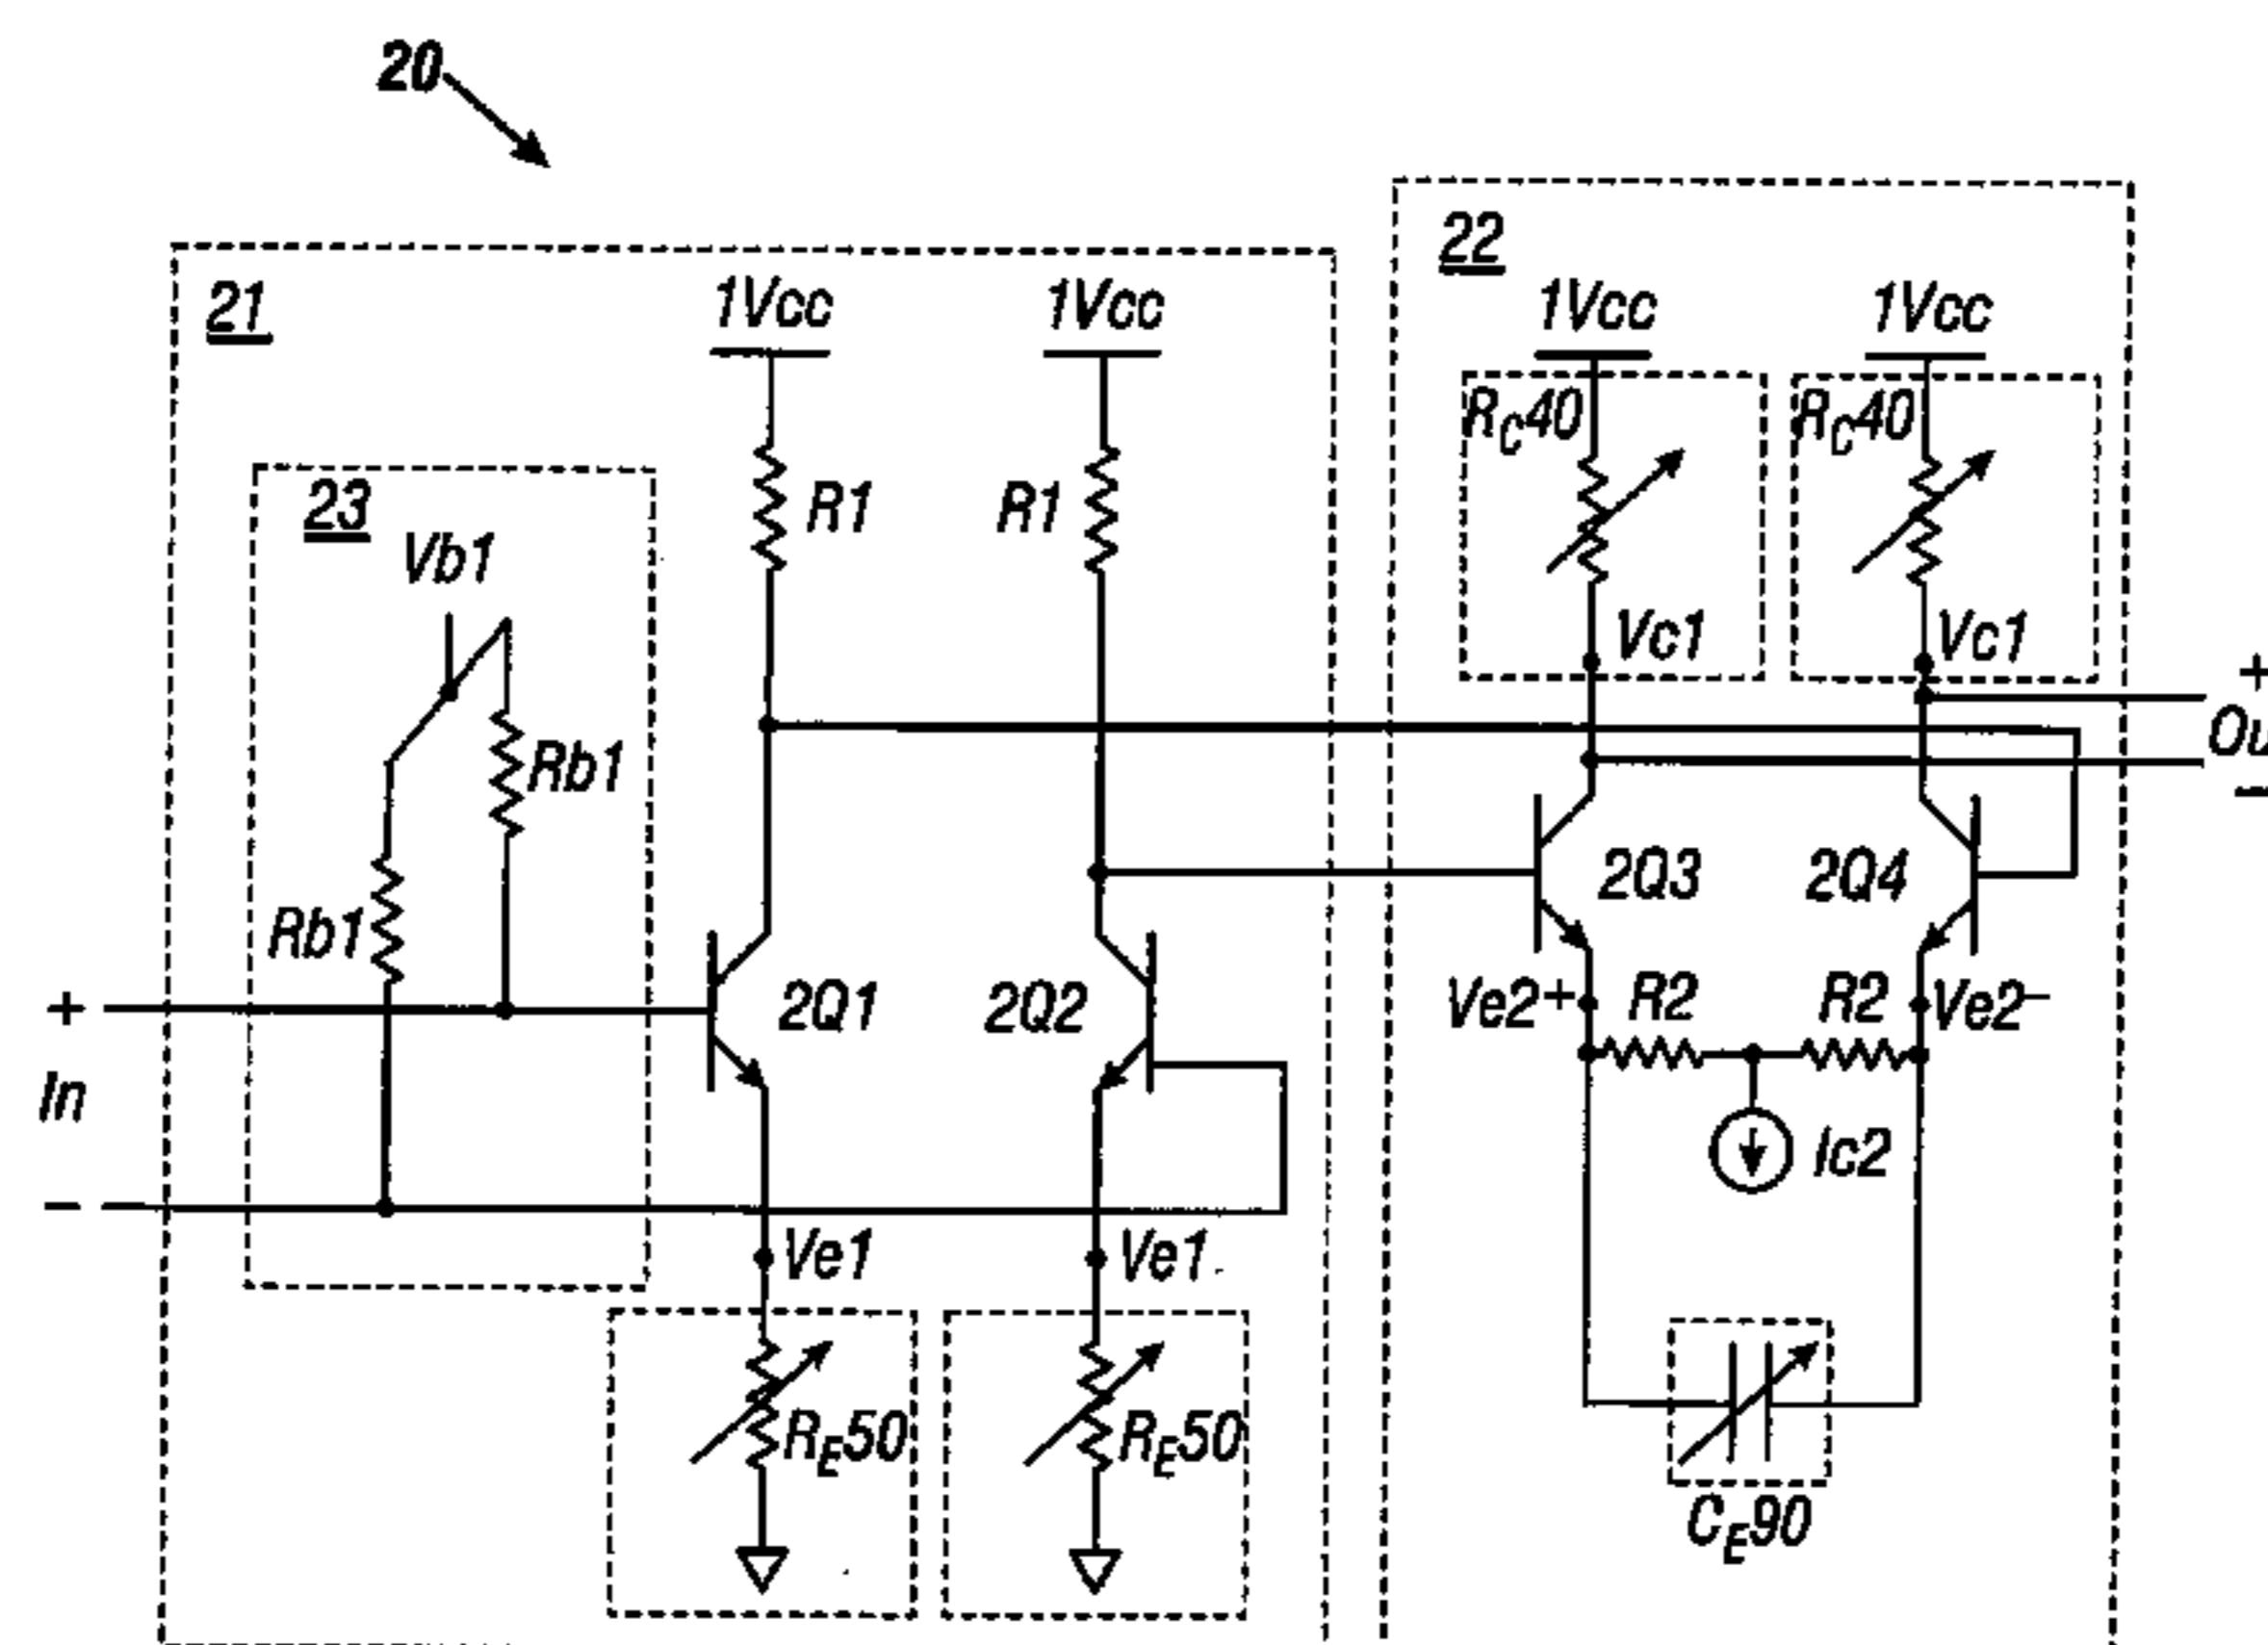 20
22
21
1Vcc 1Vcc 1Vcc 1Vcc
RC40 RC40
23
R1 R1
Vb1
Vc1 Vc1
+
Rb1
Rb1
2Q3 2Q4
−
+
2Q1 2Q2
Ve2+ R2 R2 Ve2−
In
Ic2
−
Ve1 Ve1
RE50 RE50
CE90